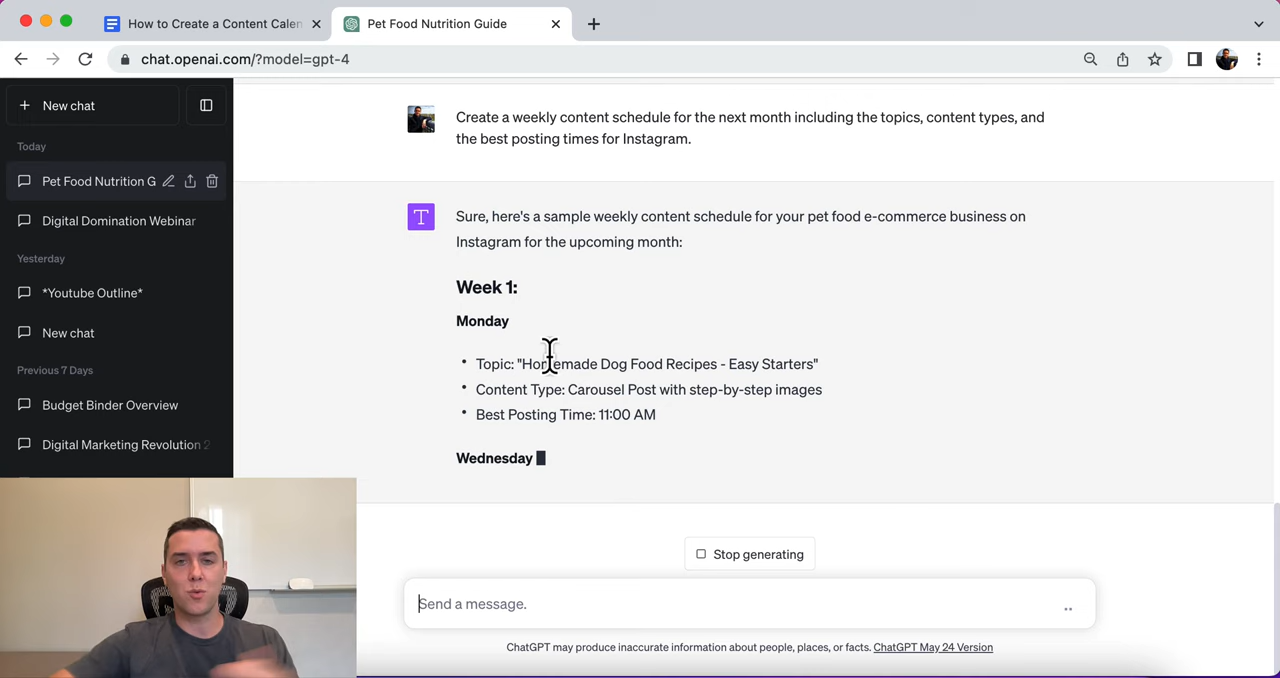 How to Create a Content Calen
Pet Food Nutrition Guide
chat.openai.com/?model=gpt-4
New chat
Today
Pet Food Nutrition G
Digital Domination Webinar
Yesterday
*Youtube Outline*
New chat
Previous 7 Days
Budget Binder Overview
Digital Marketing Revolution 2
Create a weekly content schedule for the next month including the topics, content types, and
the best posting times for Instagram.
T
Sure, here's a sample weekly content schedule for your pet food e-commerce business on
Instagram for the upcoming month:
Week 1:
Monday
• Topic: "Homemade Dog Food Recipes - Easy Starters"
• Content Type: Carousel Post with step-by-step images
• Best Posting Time: 11:00 AM
Wednesday
Stop generating
Send a message.
ChatGPT may produce inaccurate information about people, places, or facts. ChatGPT May 24 Version